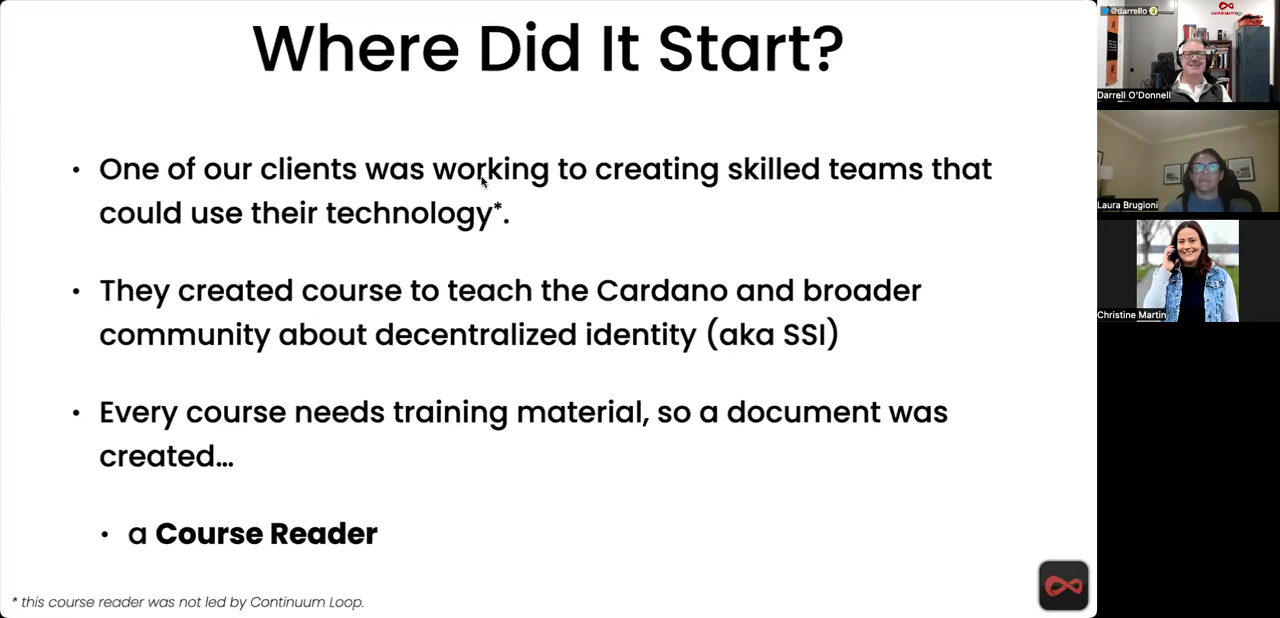 Where Did It Start?
• One of our clients was working to creating skilled teams that
could use their technology*.
• They created course to teach the Cardano and broader
community about decentralized identity (aka SSI)
• Every course needs training material, so a document was
created...
• a Course Reader
* this course reader was not led by Continuum Loop.
@darrello
Darrell O'Donnell
Laura Brugioni
Christine Martin